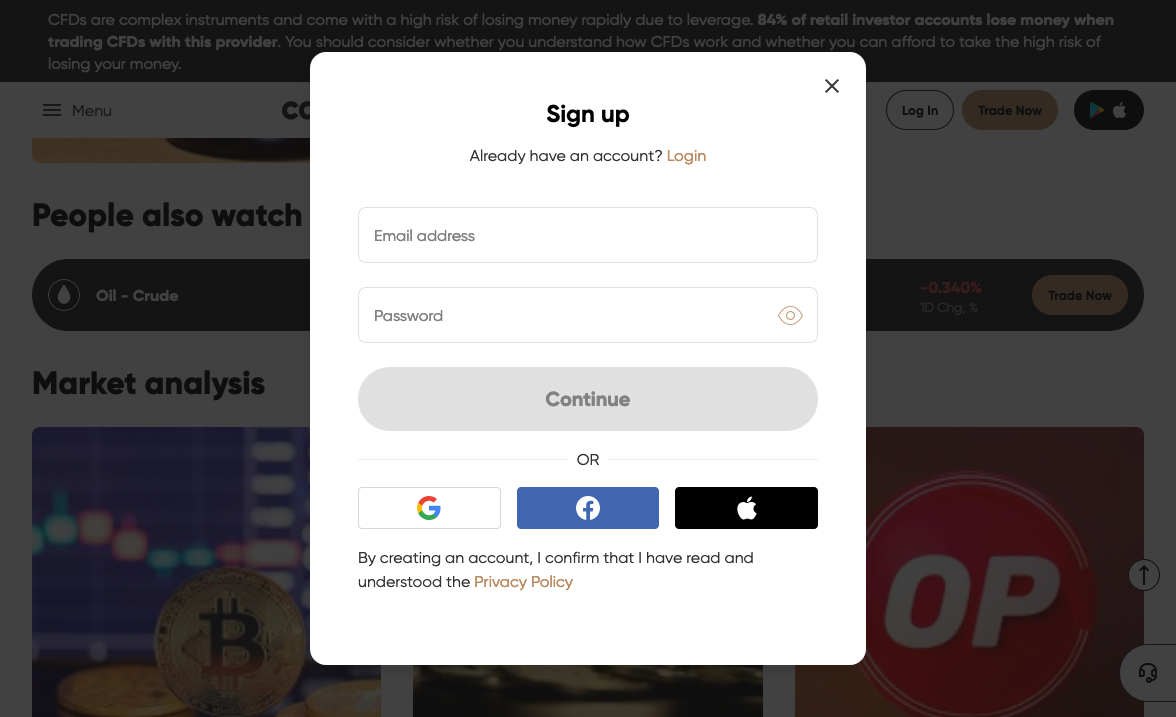 CFDs are complex instruments and come with a high risk of losing money rapidly due to leverage. 84% of retail investor accounts lose money when
trading CFDs with this provider. You should consider whether you understand how CFDs work and whether you can afford to take the high risk of
losing your money.
Menu
Log In
Trade Now
Sign up
Already have an account? Login
Email address
Password
Continue
OR
By creating an account, I confirm that I have read and
understood the Privacy Policy
People also watch
Oil - Crude
-0.340%
1D Chg, %
Trade Now
Market analysis
OP